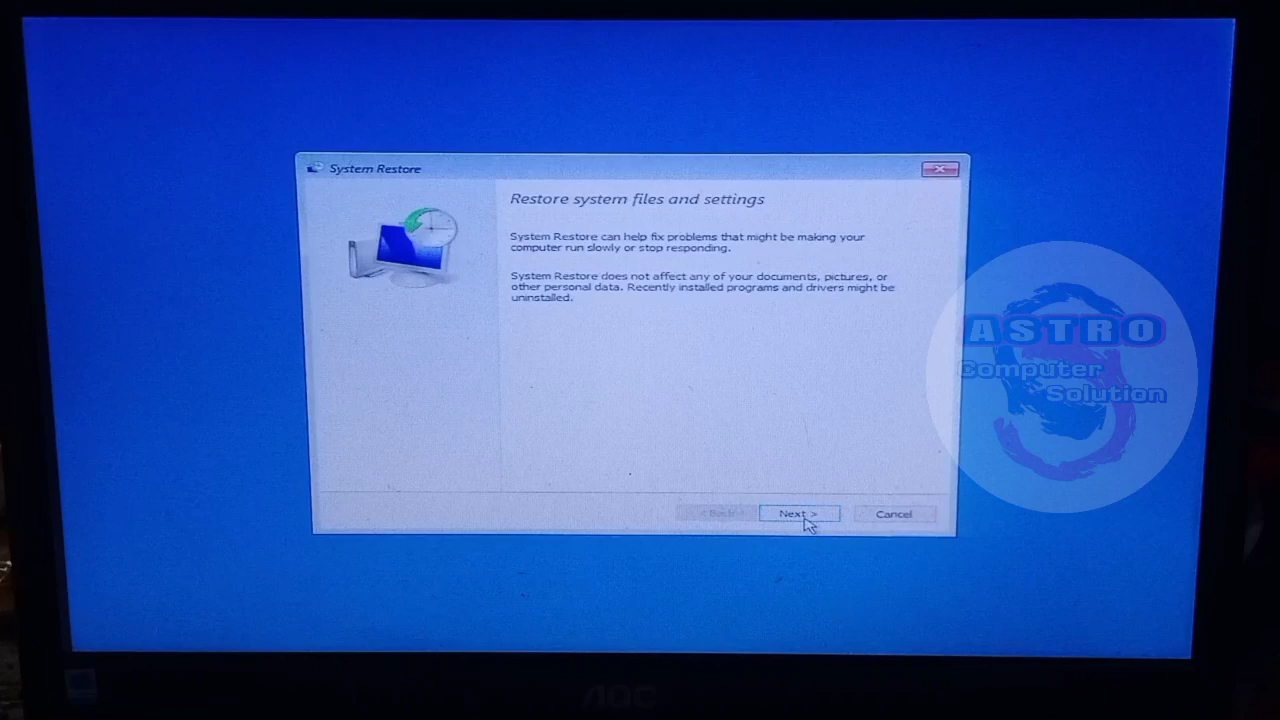 System Restore
Restore system files and settings
System Restore can help fix problems that might be making your
computer run slowly or stop responding.
System Restore does not affect any of your documents, pictures, or
other personal data. Recently installed programs and drivers might be
uninstalled.
ASTRO
Computer
Solution
< Back
Next >
Cancel
AOC